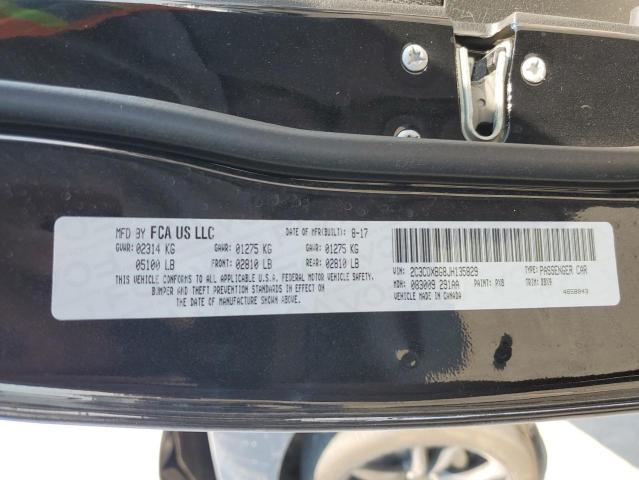 MFD BY FCA US LLC DATE OF MFR(BUILT): 8-17
GVWR: 02314 KG GAWR: 01275 KG GAWR: 01275 KG
05100 LB FRONT: 02810 LB REAR: 02810 LB
THIS VEHICLE CONFORMS TO ALL APPLICABLE U.S.A. FEDERAL MOTOR VEHICLE SAFETY,
BUMPER AND THEFT PREVENTION STANDARDS IN EFFECT ON
THE DATE OF MANUFACTURE SHOWN ABOVE.
VIN: 2C3CDXBG8JH135829 TYPE: PASSENGER CAR
MDH: 083009 291AA PAINT: PX8 TRIM: DBX9
MADE IN CANADA 4658043